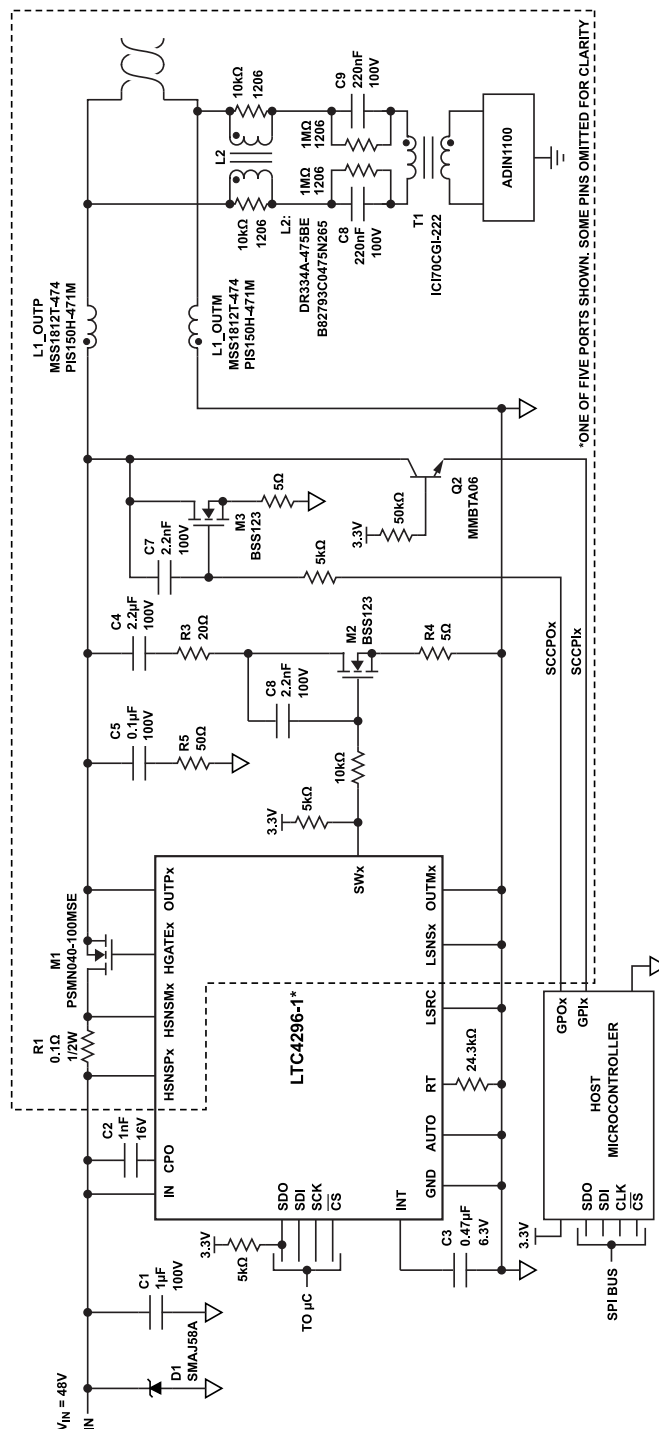 V_IN = 48V
IN
D1
SMAJ58A
C1
1µF
100V
IN
CPO
C2
1nF
16V
R1
0.1Ω
1/2W
M1
PSMN040-100MSE
HSNSPx
HSNSMx
HGATEx
OUTPx
LTC4296-1*
3.3V
5kΩ
SDO
SDI
SCK
CS
TO µC
INT
C3
0.47µF
6.3V
GND
AUTO
RT
24.3kΩ
LSRC
LSNSx
OUTMx
SWx
3.3V
5kΩ
10kΩ
C5
0.1µF
100V
R5
50Ω
C4
2.2µF
100V
R3
20Ω
C8
2.2nF
100V
M2
BSS123
R4
5Ω
C7
2.2nF
100V
M3
BSS123
5Ω
5kΩ
3.3V
50kΩ
Q2
MMBTA06
SCCPOx
SCCPIx
L1_OUTP
MSS1812T-474
PIS150H-471M
L1_OUTM
MSS1812T-474
PIS150H-471M
10kΩ
1206
L2
10kΩ
1206
L2:
DR334A-475BE
B82793C0475N265
C9
220nF
100V
1MΩ
1206
1MΩ
1206
C8
220nF
100V
T1
ICI70CGI-222
ADIN1100
3.3V
SDO
SDI
CLK
CS
SPI BUS
HOST
MICROCONTROLLER
GPOx
GPIx
*ONE OF FIVE PORTS SHOWN. SOME PINS OMITTED FOR CLARITY